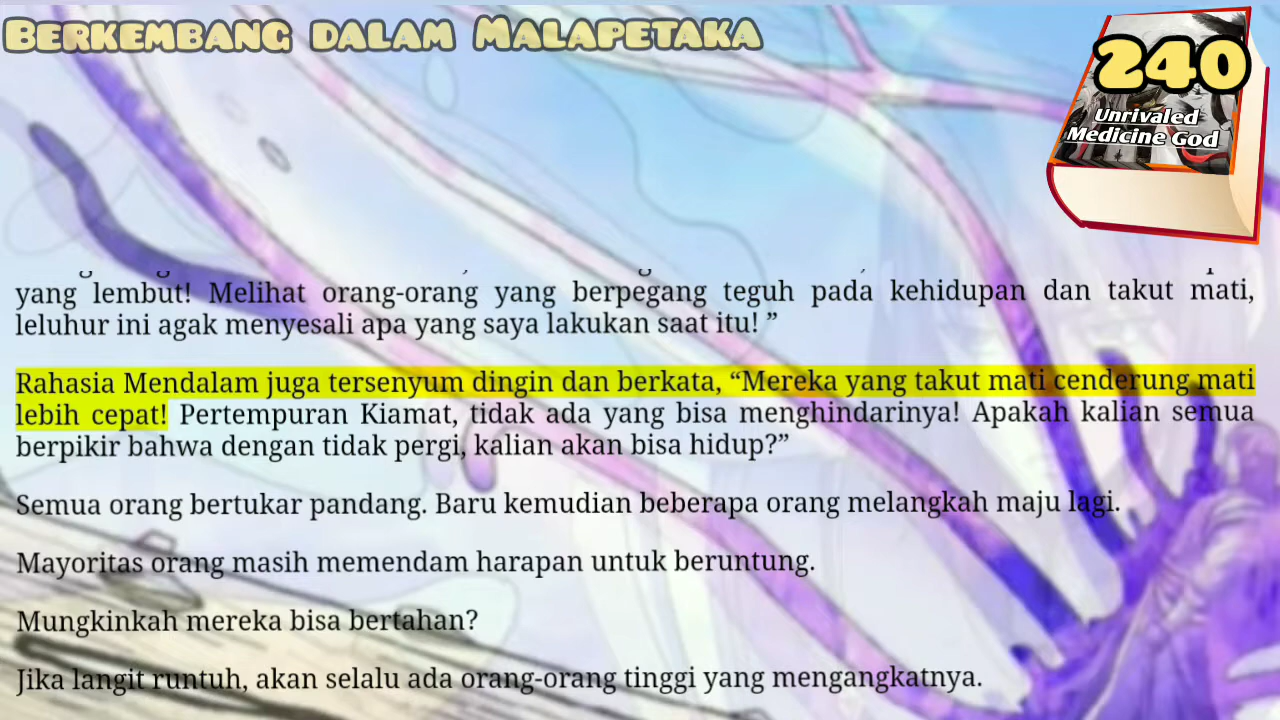 Berkembang dalam Malapetaka
240
Unrivaled
Medicine God
yang lembut! Melihat orang-orang yang berpegang teguh pada kehidupan dan takut mati,
leluhur ini agak menyesali apa yang saya lakukan saat itu! ”
Rahasia Mendalam juga tersenyum dingin dan berkata, “Mereka yang takut mati cenderung mati
lebih cepat! Pertempuran Kiamat, tidak ada yang bisa menghindarinya! Apakah kalian semua
berpikir bahwa dengan tidak pergi, kalian akan bisa hidup?”
Semua orang bertukar pandang. Baru kemudian beberapa orang melangkah maju lagi.
Mayoritas orang masih memendam harapan untuk beruntung.
Mungkinkah mereka bisa bertahan?
Jika langit runtuh, akan selalu ada orang-orang tinggi yang mengangkatnya.